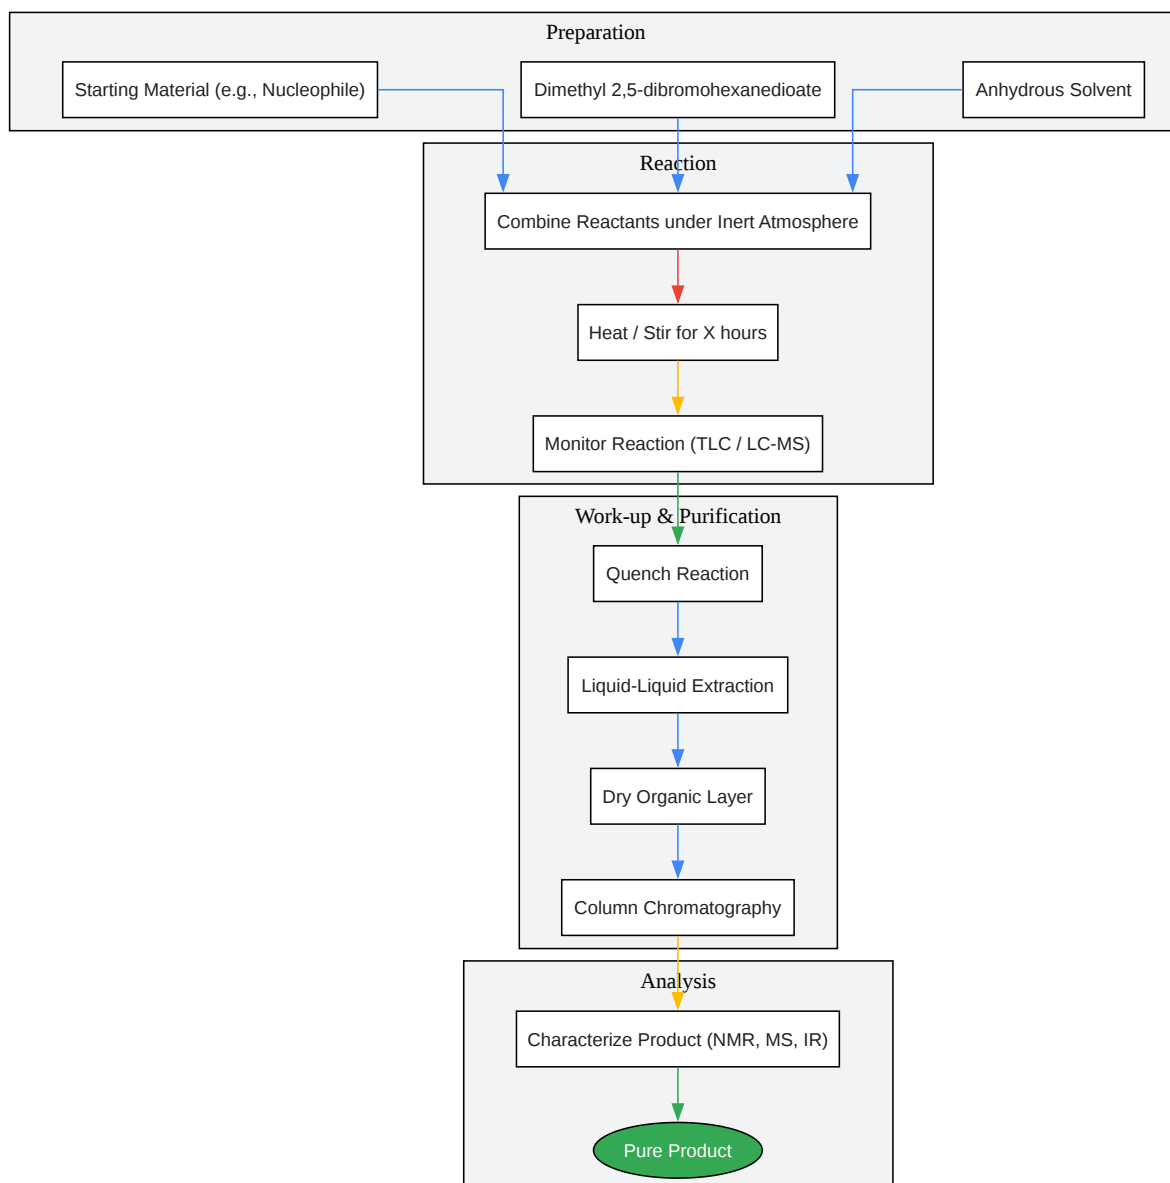 Preparation
Starting Material (e.g., Nucleophile)
Dimethyl 2,5-dibromohexanedioate
Anhydrous Solvent
Reaction
Combine Reactants under Inert Atmosphere
Heat / Stir for X hours
Monitor Reaction (TLC / LC-MS)
Work-up & Purification
Quench Reaction
Liquid-Liquid Extraction
Dry Organic Layer
Column Chromatography
Analysis
Characterize Product (NMR, MS, IR)
Pure Product